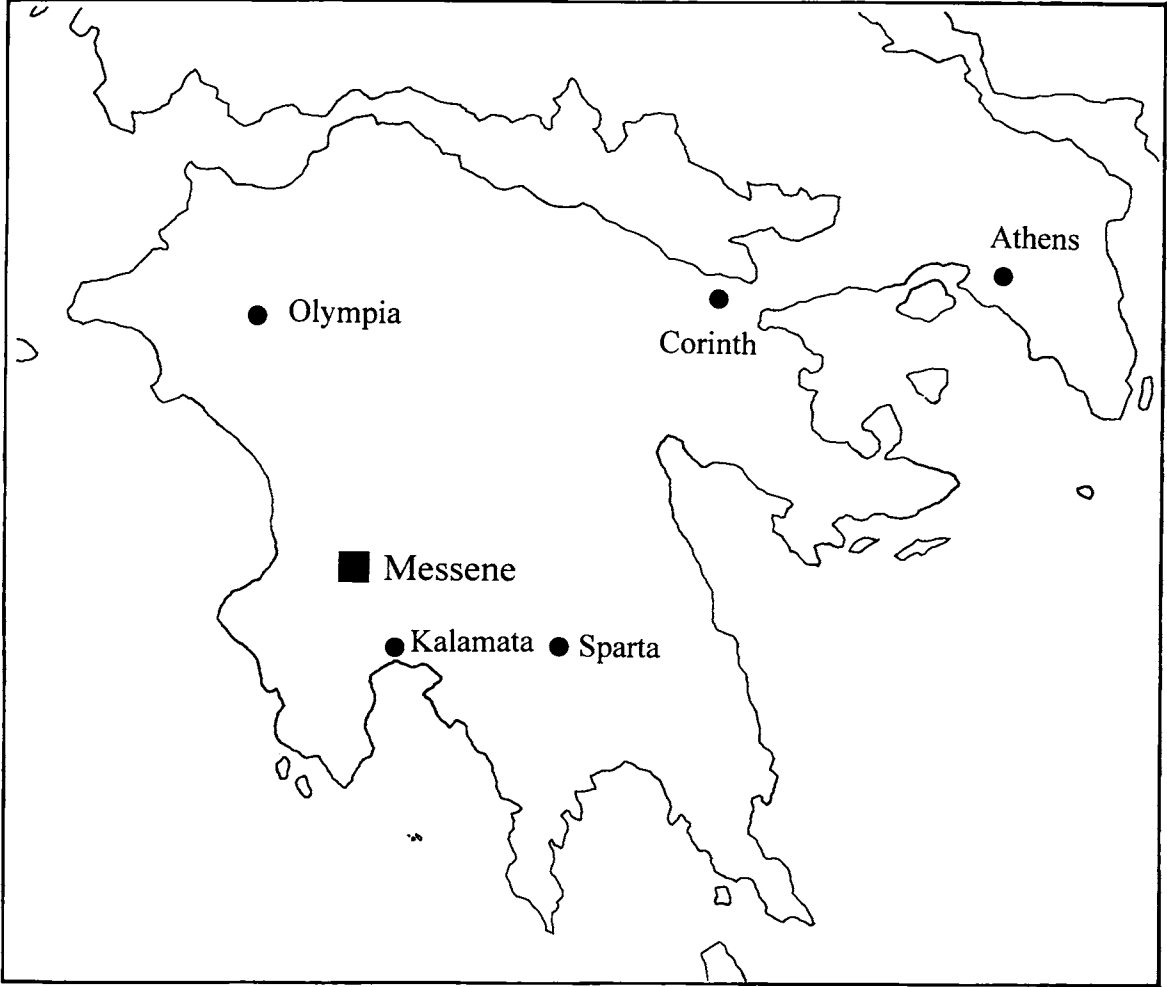 Athens
Olympia
Corinth
Messene
Kalamata
Sparta